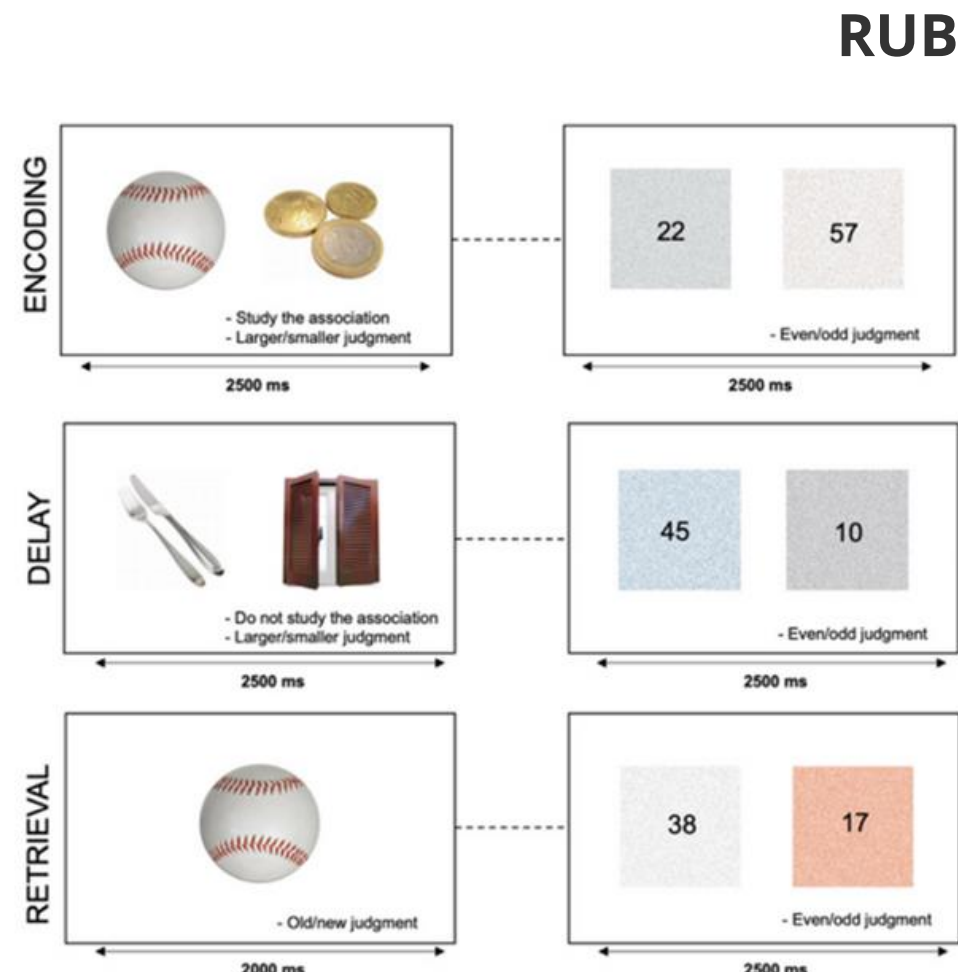 RUB
ENCODING
- Study the association
- Larger/smaller judgment
2500 ms
22
57
- Even/odd judgment
2500 ms
DELAY
- Do not study the association
- Larger/smaller judgment
2500 ms
45
10
- Even/odd judgment
2500 ms
RETRIEVAL
- Old/new judgment
2000 ms
38
17
- Even/odd judgment
2500 ms